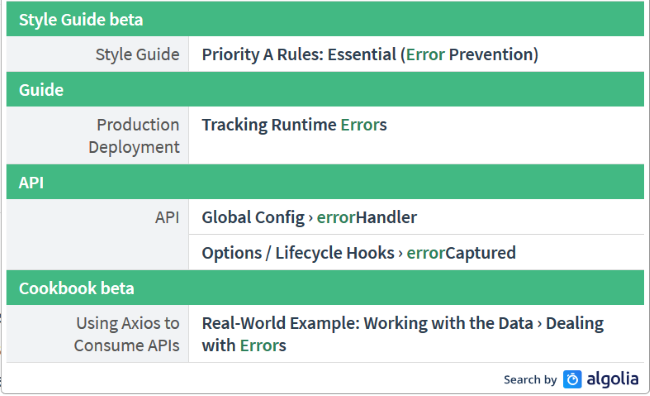 Style Guide beta
Style Guide
Priority A Rules: Essential (Error Prevention)
Guide
Production
Deployment
Tracking Runtime Errors
API
API
Global Config › errorHandler
Options / Lifecycle Hooks › errorCaptured
Cookbook beta
Using Axios to
Consume APIs
Real-World Example: Working with the Data › Dealing
with Errors
Search by algolia